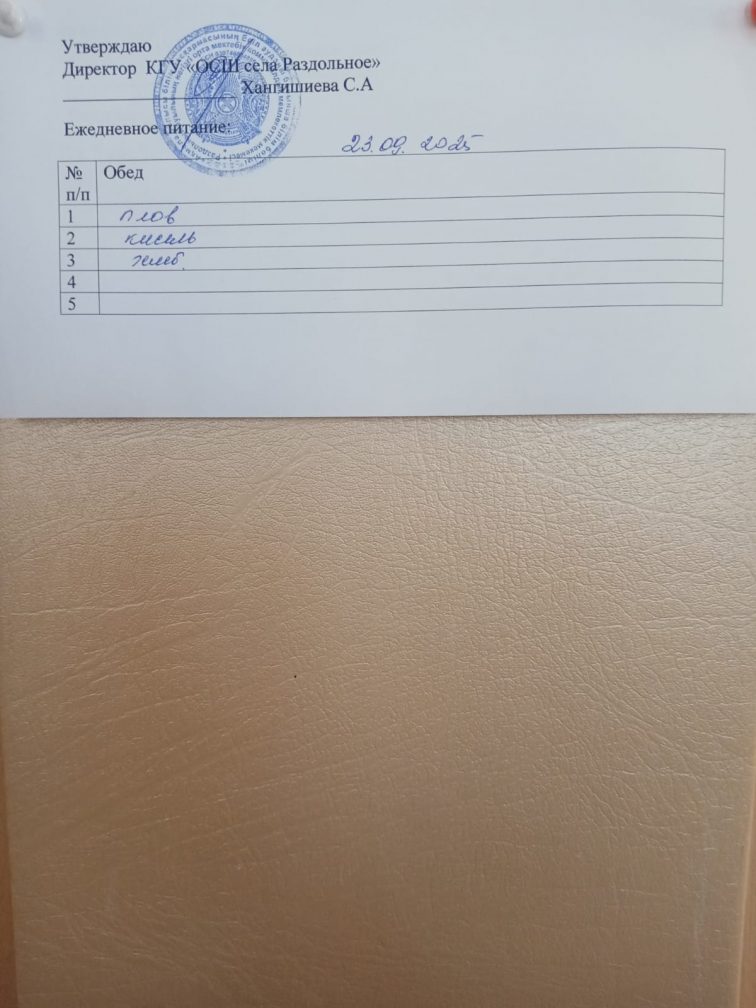 Утверждаю
Директор КГУ «ОСШ села Раздольное»
Хангишиева С.А
Ежедневное питание:
23.09.2025
№ п/п Обед
1 плов
2 кисель
3 хлеб
4
5